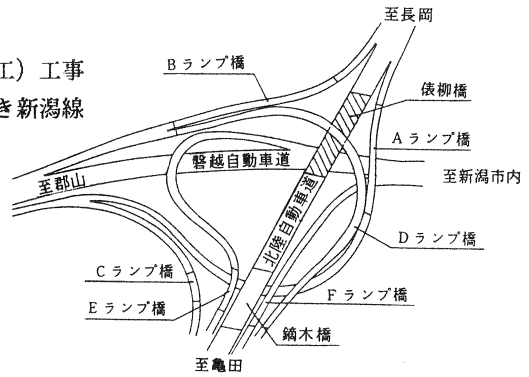 至長岡
工）工事
き新潟線
Bランプ橋
俵柳橋
Aランプ橋
磐越自動車道
至郡山
至新潟市内
北陸自動車道
Dランプ橋
Cランプ橋
Fランプ橋
Eランプ橋
鏑木橋
至亀田